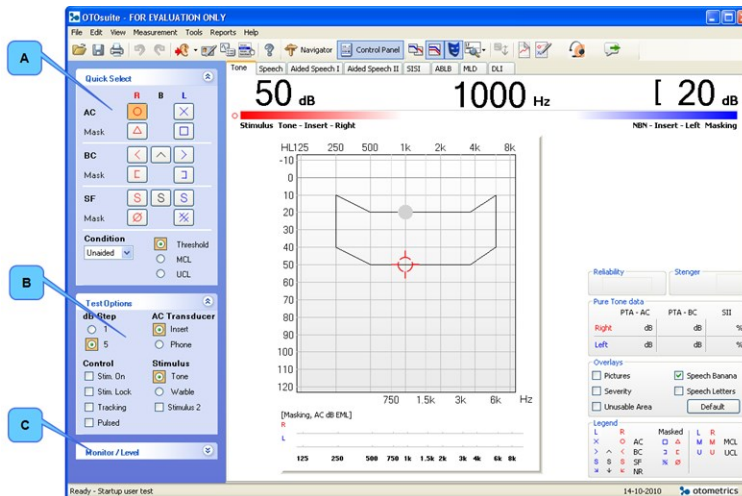 OTOsuite - FOR EVALUATION ONLY
File Edit View Measurement Tools Reports Help
Navigator Control Panel
Tone Speech Aided Speech I Aided Speech II SISI ABLB MLD DLI
A
B
C
Quick Select
R B L
AC
Mask
BC
Mask
SF
S S S
Mask
Condition
Unaided
Threshold
MCL
UCL
Test Options
dB Step AC Transducer
1 Insert
5 Phone
Control Stimulus
Stim. On Tone
Stim. Lock Warble
Tracking Stimulus 2
Pulsed
Monitor / Level
50 dB 1000 Hz [ 20 dB
Stimulus Tone - Insert - Right NBN - Insert - Left Masking
HL 125 250 500 1k 2k 4k 8k
-10
0
10
20
30
40
50
60
70
80
90
100
110
120
750 1.5k 3k 6k Hz
[Masking, AC dB EML]
R
L
125 250 500 750 1k 1.5k 2k 3k 4k 6k 8k
Reliability Stenger
Pure Tone data
PTA - AC PTA - BC SII
Right dB dB %
Left dB dB %
Overlays
Pictures Speech Banana
Severity Speech Letters
Unusable Area Default
Legend
L R Masked L R
AC M M MCL
BC U U UCL
S S SF
NR
Ready - Startup user test 14-10-2010 otometrics